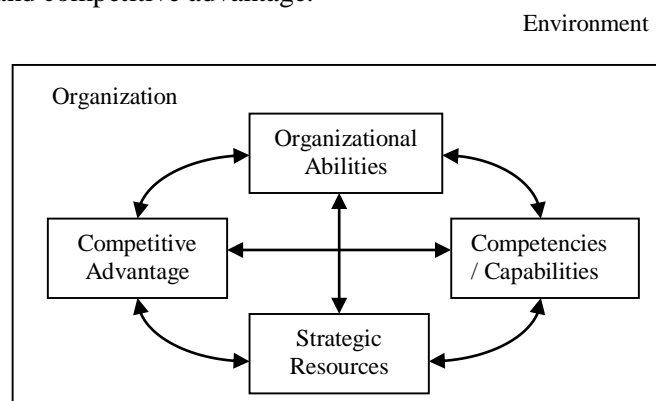 and competitive advantage.
Environment
Organization
Organizational
Abilities
Competitive
Advantage
Competencies
/ Capabilities
Strategic
Resources